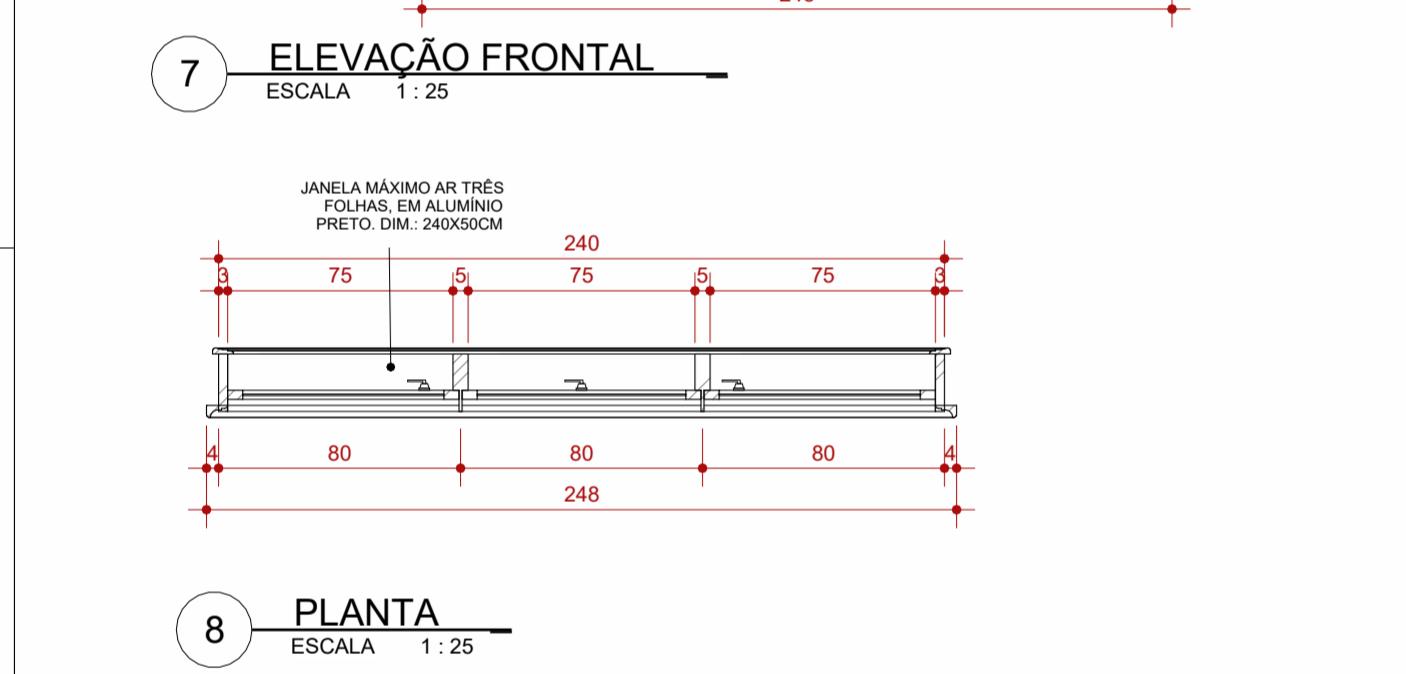 7
ELEVAÇÃO FRONTAL
ESCALA 1 : 25
JANELA MÁXIMO AR TRÊS
FOLHAS, EM ALUMÍNIO
PRETO. DIM.: 240X50CM
240
3 75 5 75 5 75 3
4 80 80 80 4
248
8
PLANTA
ESCALA 1 : 25